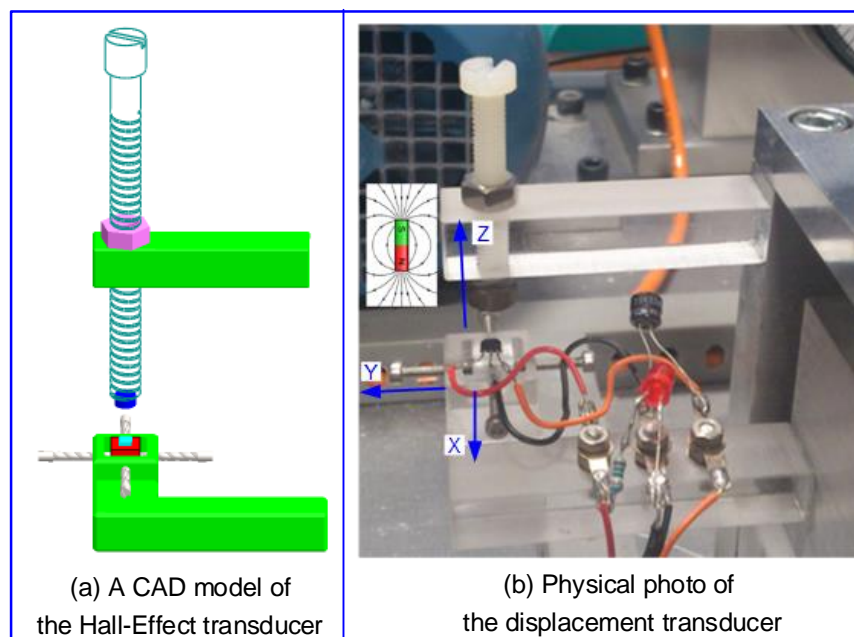 S
N
Z
Y
X
(a) A CAD model of
the Hall-Effect transducer
(b) Physical photo of
the displacement transducer